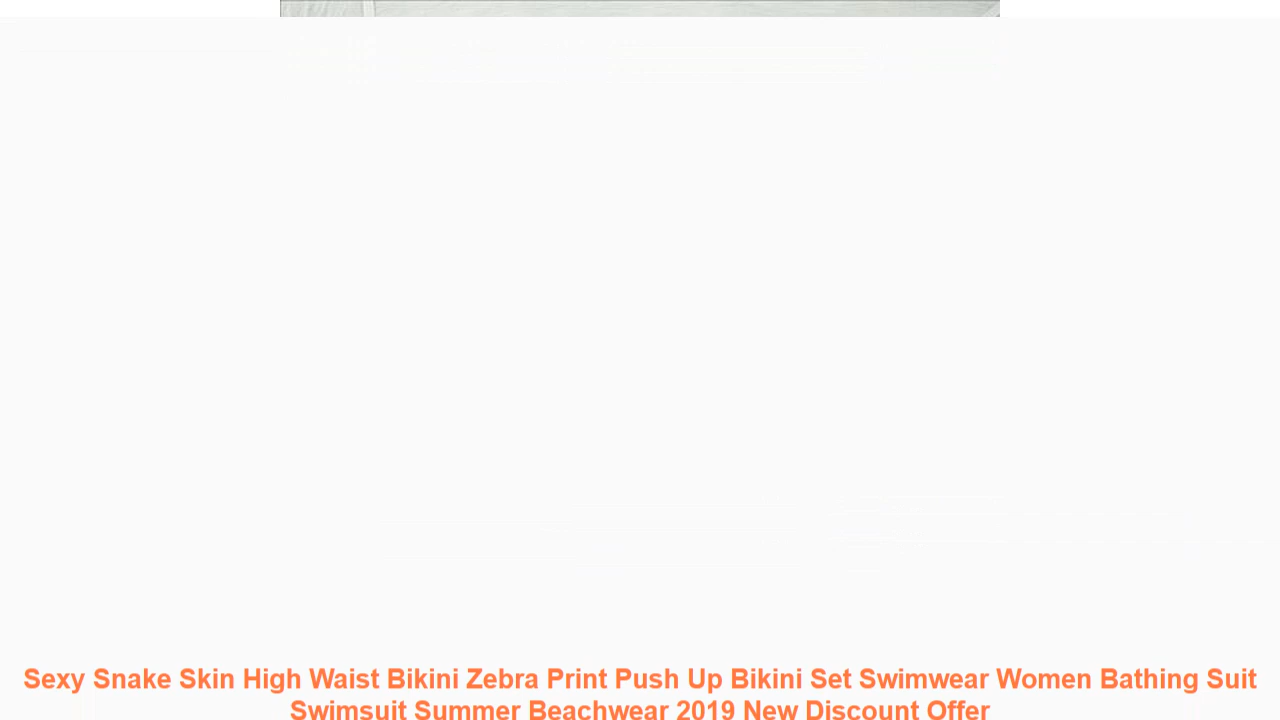 Sexy Snake Skin High Waist Bikini Zebra Print Push Up Bikini Set Swimwear Women Bathing Suit
Swimsuit Summer Beachwear 2019 New Discount Offer